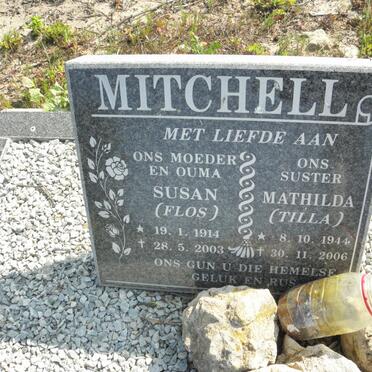 MITCHELL
MET LIEFDE AAN
ONS MOEDER
EN OUMA
SUSAN
(FLOS)
* 19. 1. 1914
+ 28. 5. 2003
ONS
SUSTER
MATHILDA
(TILLA)
* 8. 10. 1944
+ 30. 11. 2006
ONS GUN U DIE HEMELSE
GELUK EN RUS